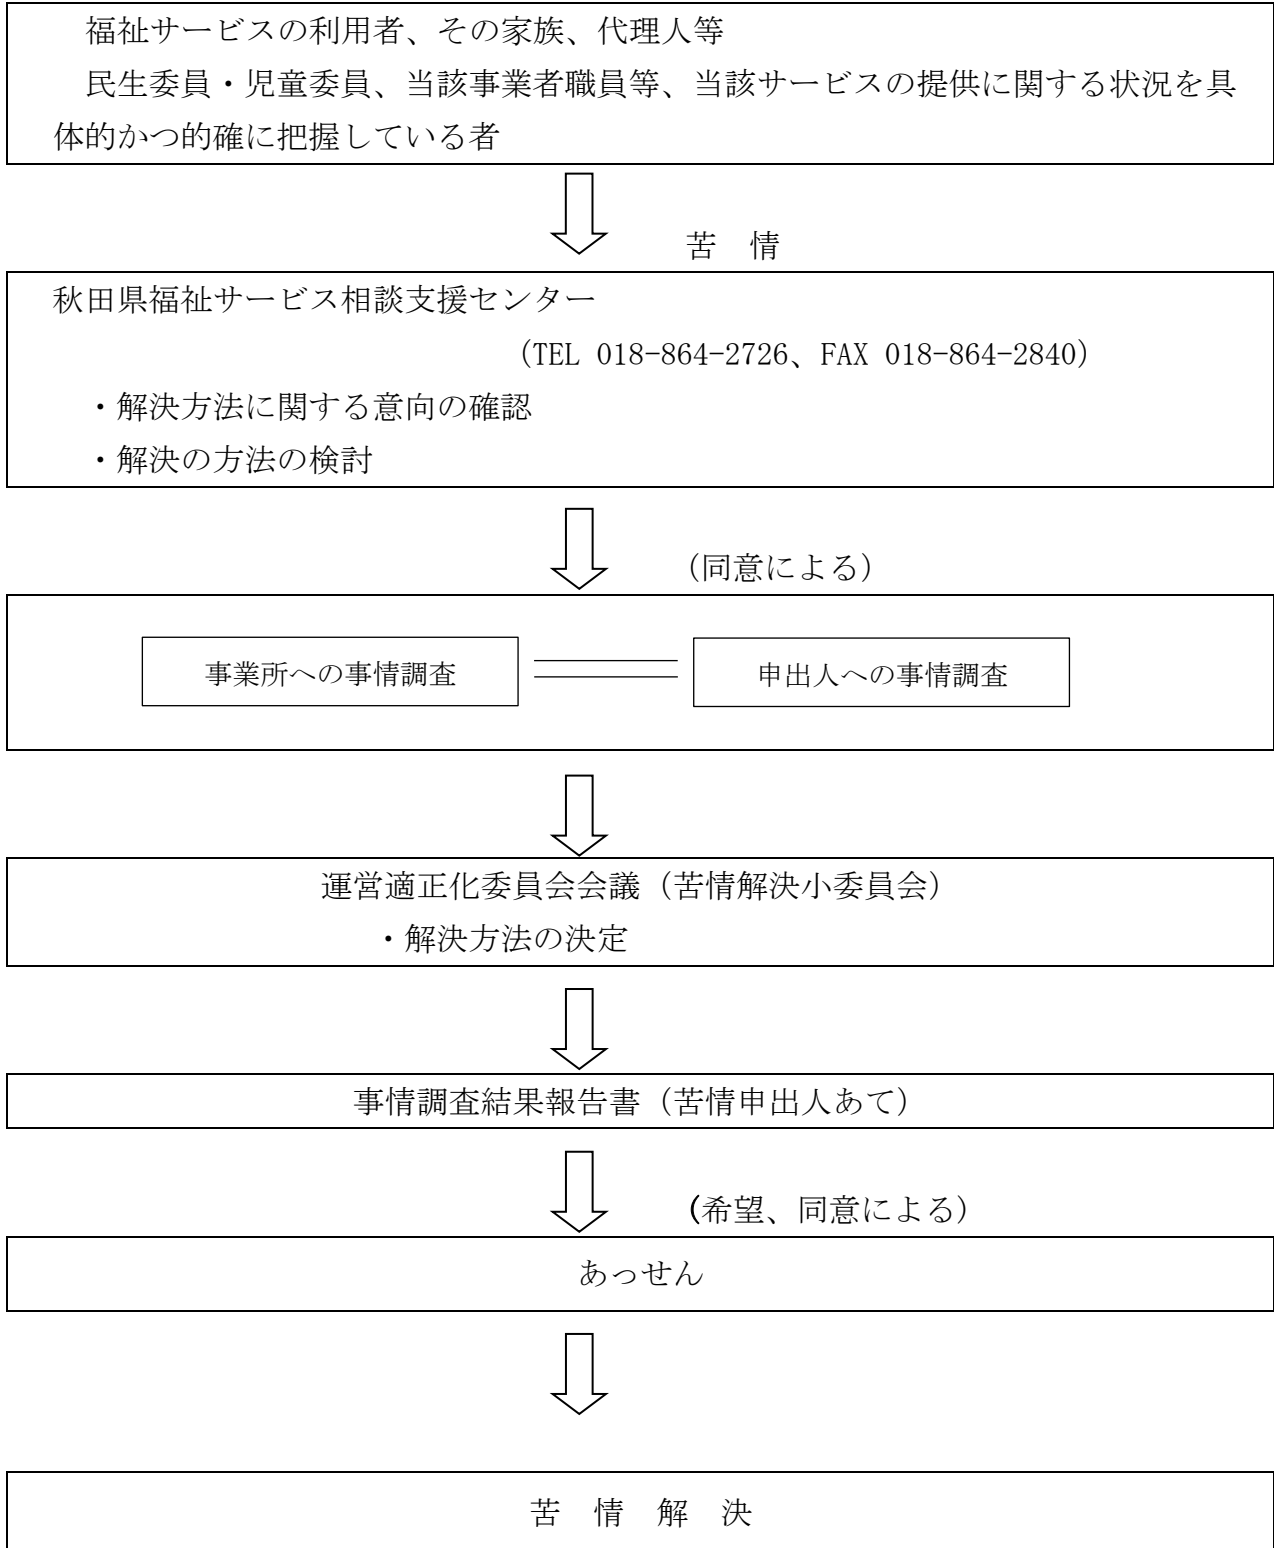 福祉サービスの利用者、その家族、代理人等
民生委員・児童委員、当該事業者職員等、当該サービスの提供に関する状況を具
体的かつ的確に把握している者
苦　情
秋田県福祉サービス相談支援センター
（TEL 018-864-2726、FAX 018-864-2840）
・解決方法に関する意向の確認
・解決の方法の検討
（同意による）
事業所への事情調査
申出人への事情調査
運営適正化委員会会議（苦情解決小委員会）
・解決方法の決定
事情調査結果報告書（苦情申出人あて）
（希望、同意による）
あっせん
苦　情　解　決